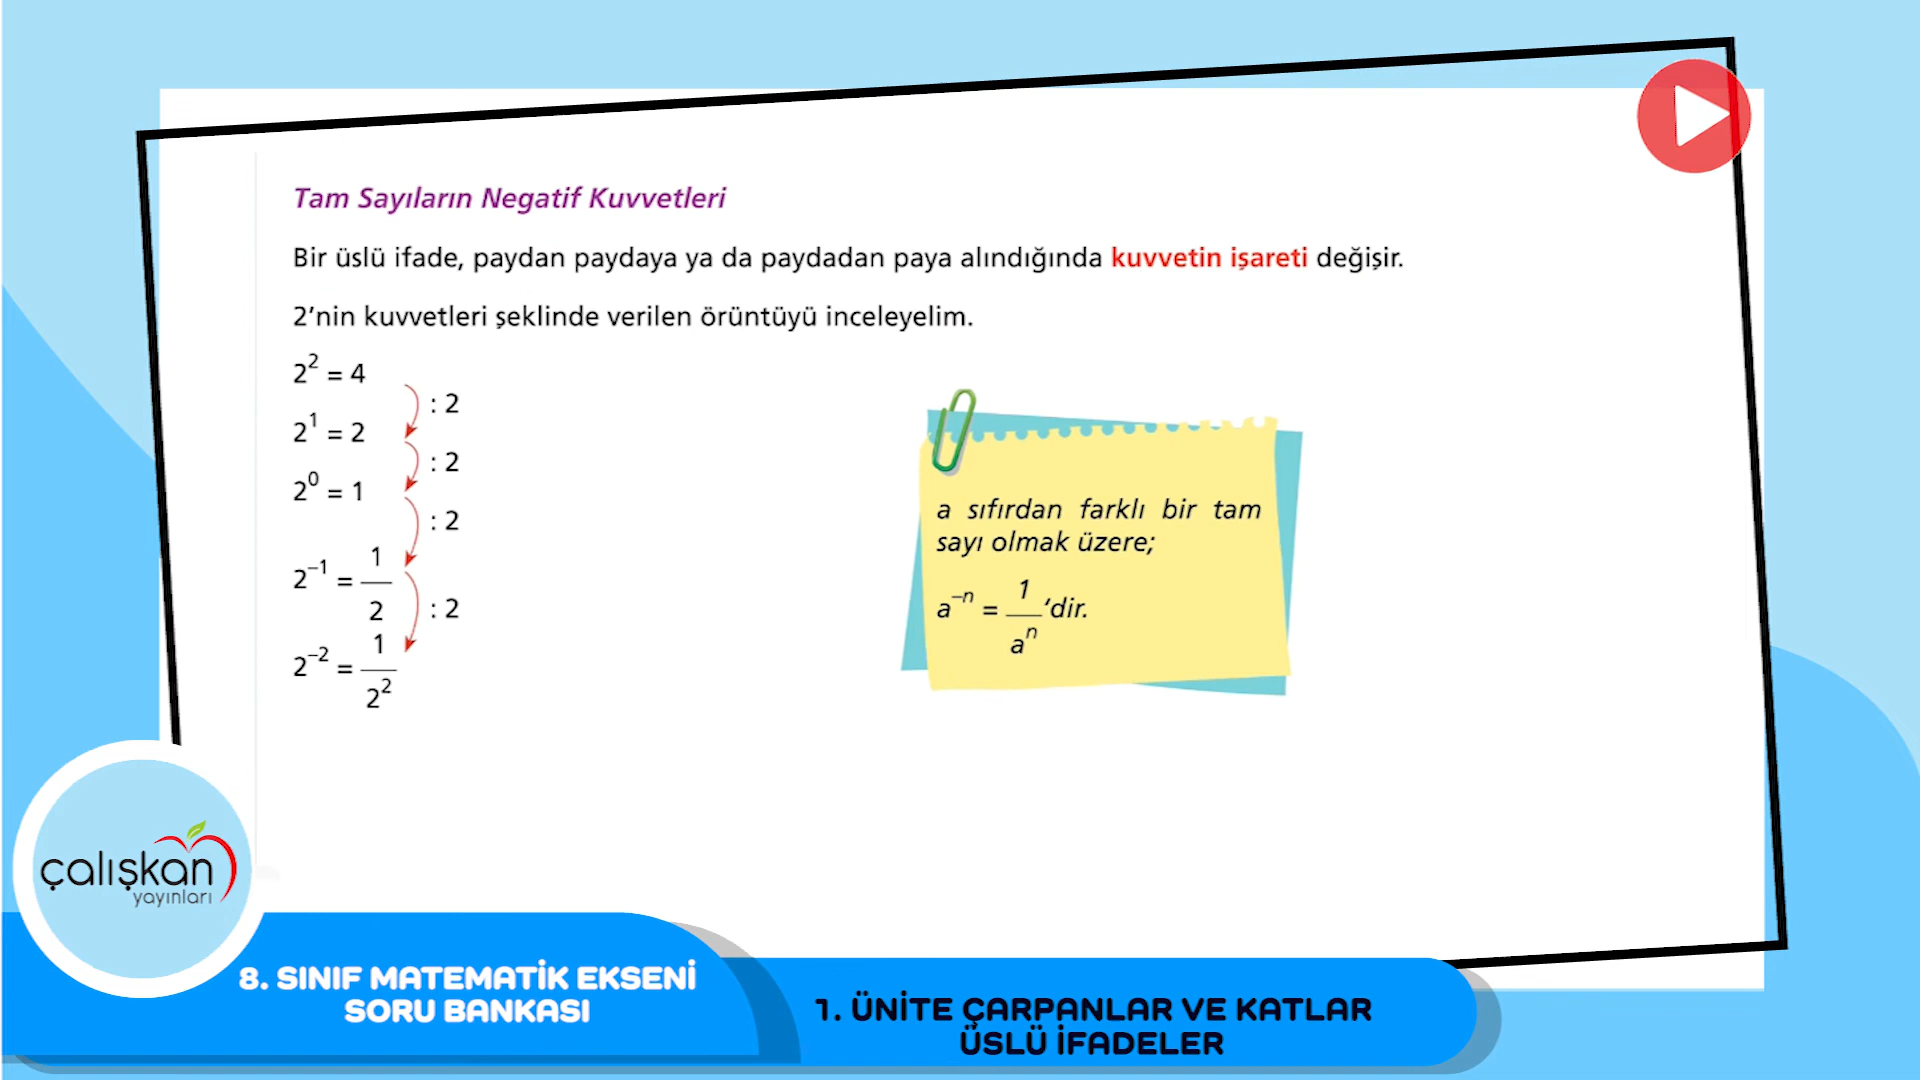 Tam Sayıların Negatif Kuvvetleri
Bir üslü ifade, paydan paydaya ya da paydadan paya alındığında kuvvetin işareti değişir.
2’nin kuvvetleri şeklinde verilen örüntüyü inceleyelim.
2² = 4
: 2
2¹ = 2
: 2
2⁰ = 1
: 2
2⁻¹ = 1/2
: 2
2⁻² = 1/2²
a sıfırdan farklı bir tam
sayı olmak üzere;
a⁻ⁿ = 1/aⁿ ’dir.
çalışkan
yayınları
8. SINIF MATEMATİK EKSENİ
SORU BANKASI
1. ÜNİTE ÇARPANLAR VE KATLAR
ÜSLÜ İFADELER